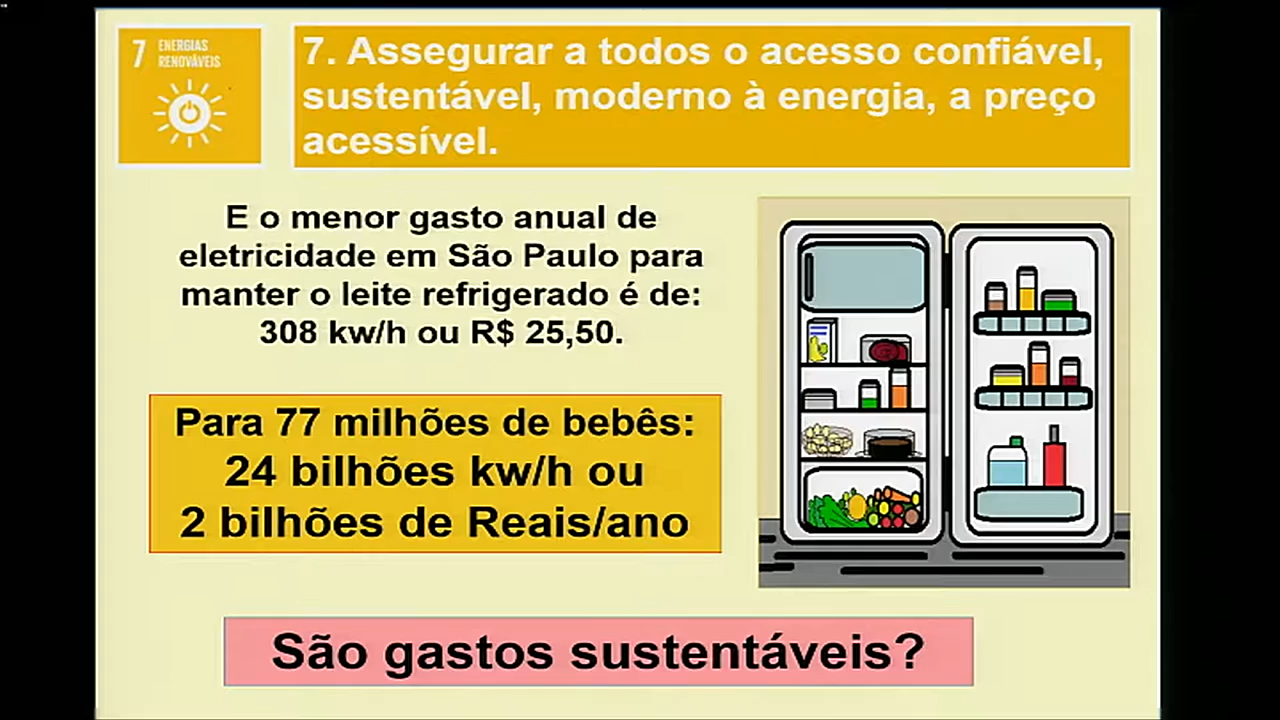 7 ENERGIAS
RENOVÁVEIS
7. Assegurar a todos o acesso confiável,
sustentável, moderno à energia, a preço
acessível.
E o menor gasto anual de
eletricidade em São Paulo para
manter o leite refrigerado é de:
308 kw/h ou R$ 25,50.
Para 77 milhões de bebês:
24 bilhões kw/h ou
2 bilhões de Reais/ano
São gastos sustentáveis?